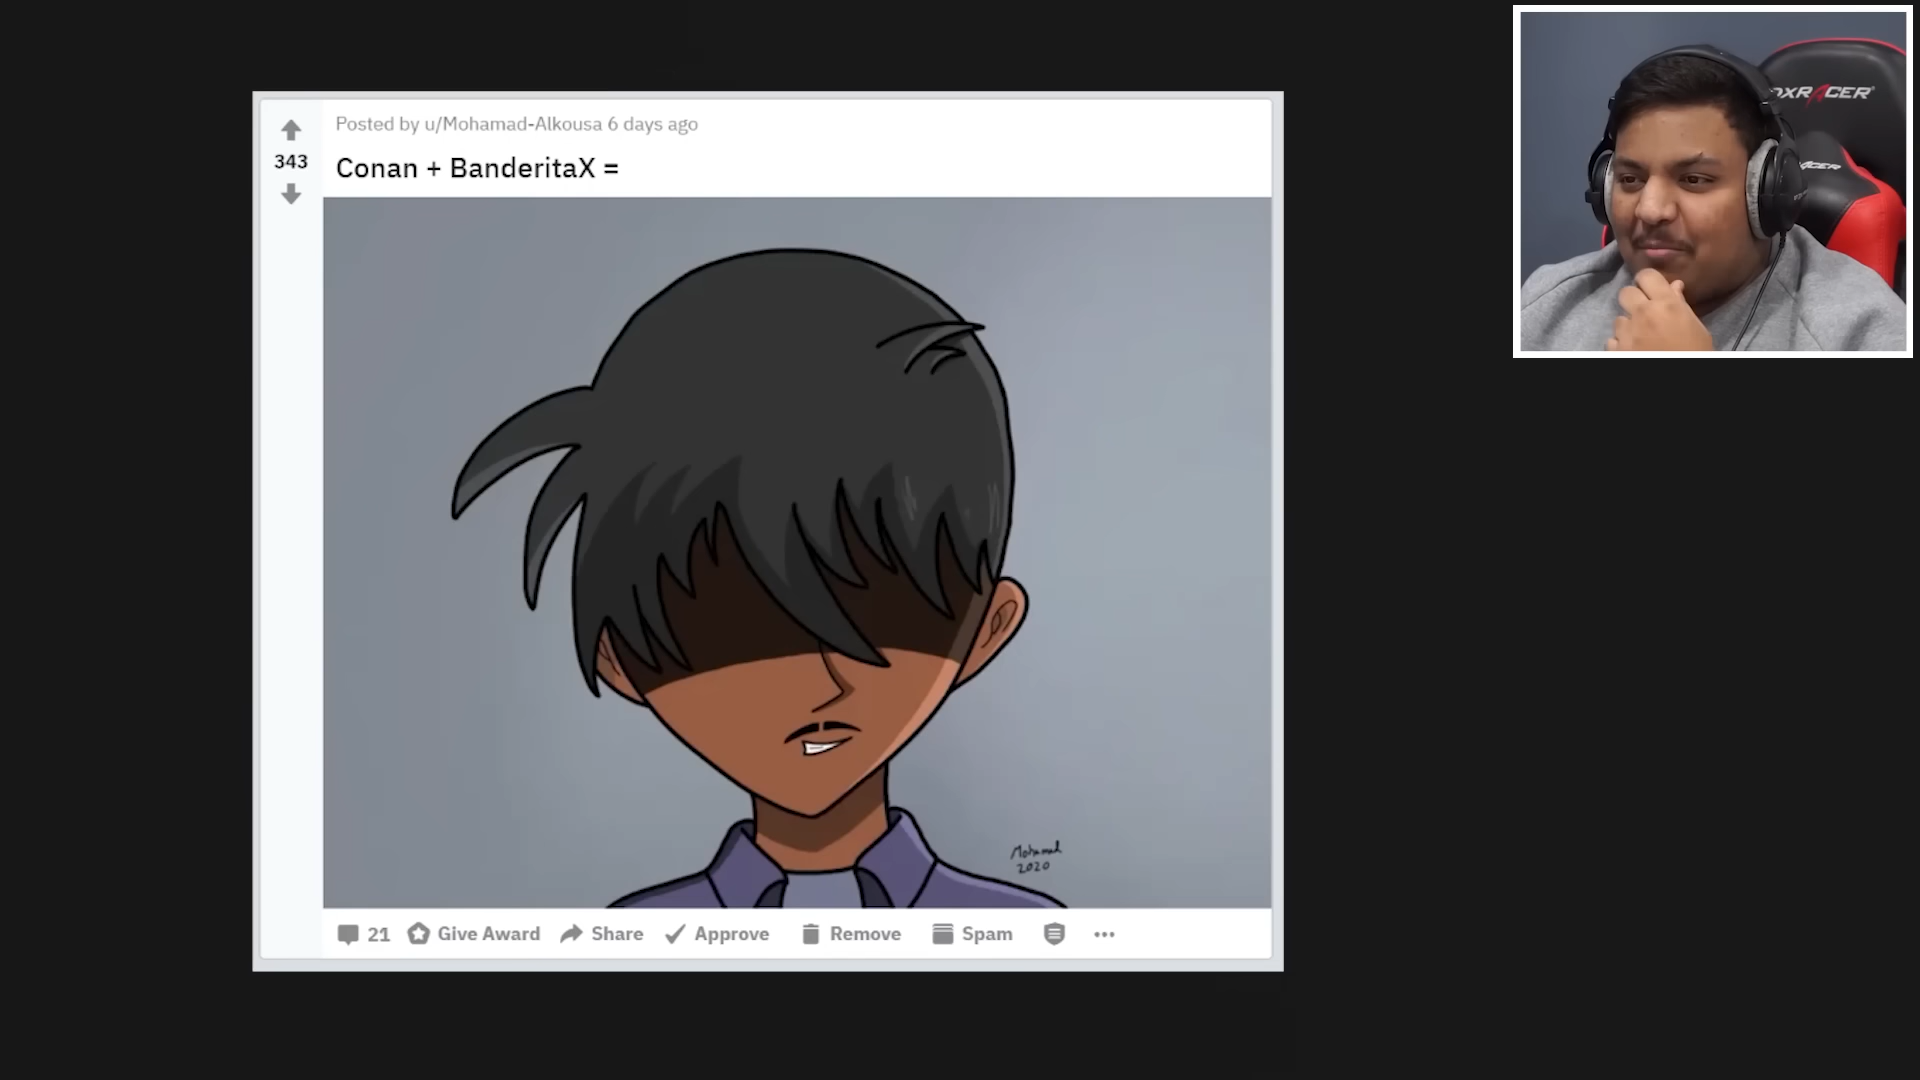 Posted by u/Mohamad-Alkousa 6 days ago
343
Conan + BanderitaX =
Mohamad
2020
21 Give Award Share Approve Remove Spam
DXRACER